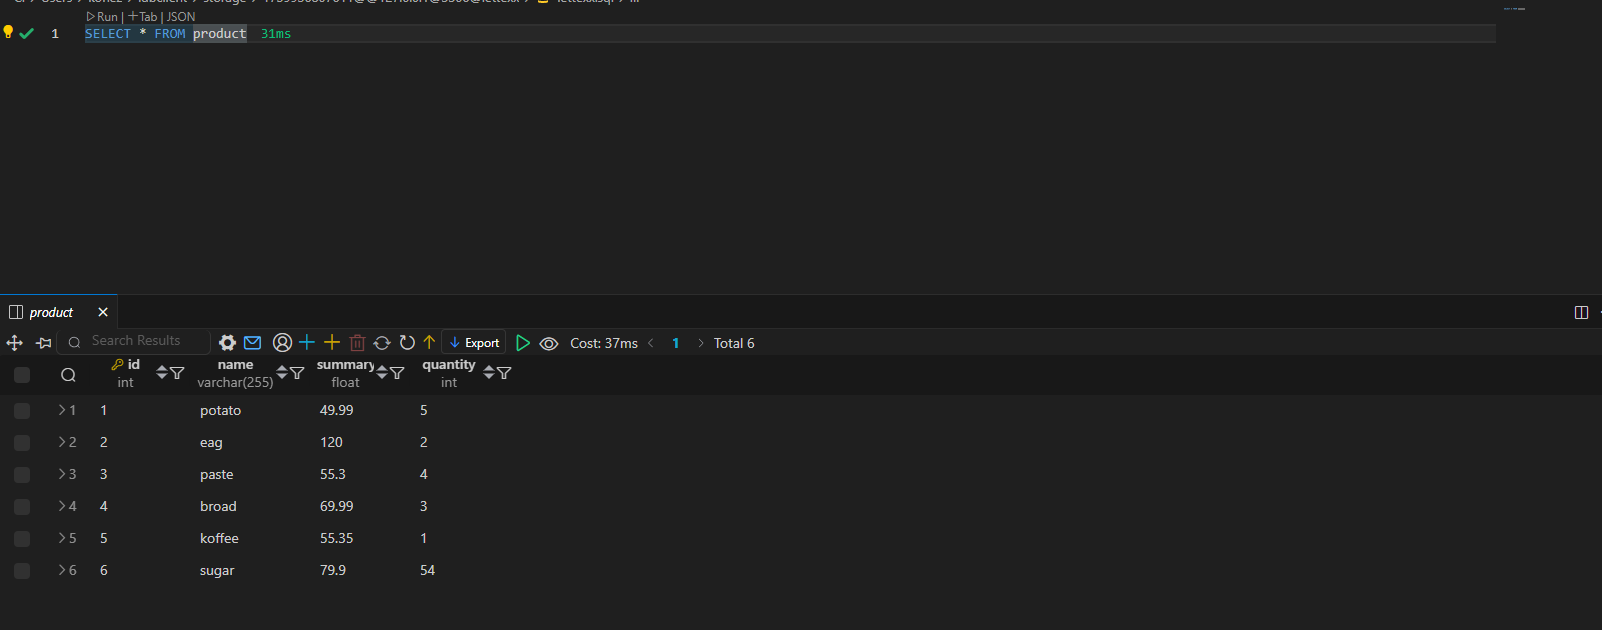 Run | Tab | JSON
1 SELECT * FROM product 31ms
product
Search Results Export Cost: 37ms 1 Total 6
id name summary quantity
int varchar(255) float int
1 1 potato 49.99 5
2 2 eag 120 2
3 3 paste 55.3 4
4 4 broad 69.99 3
5 5 koffee 55.35 1
6 6 sugar 79.9 54